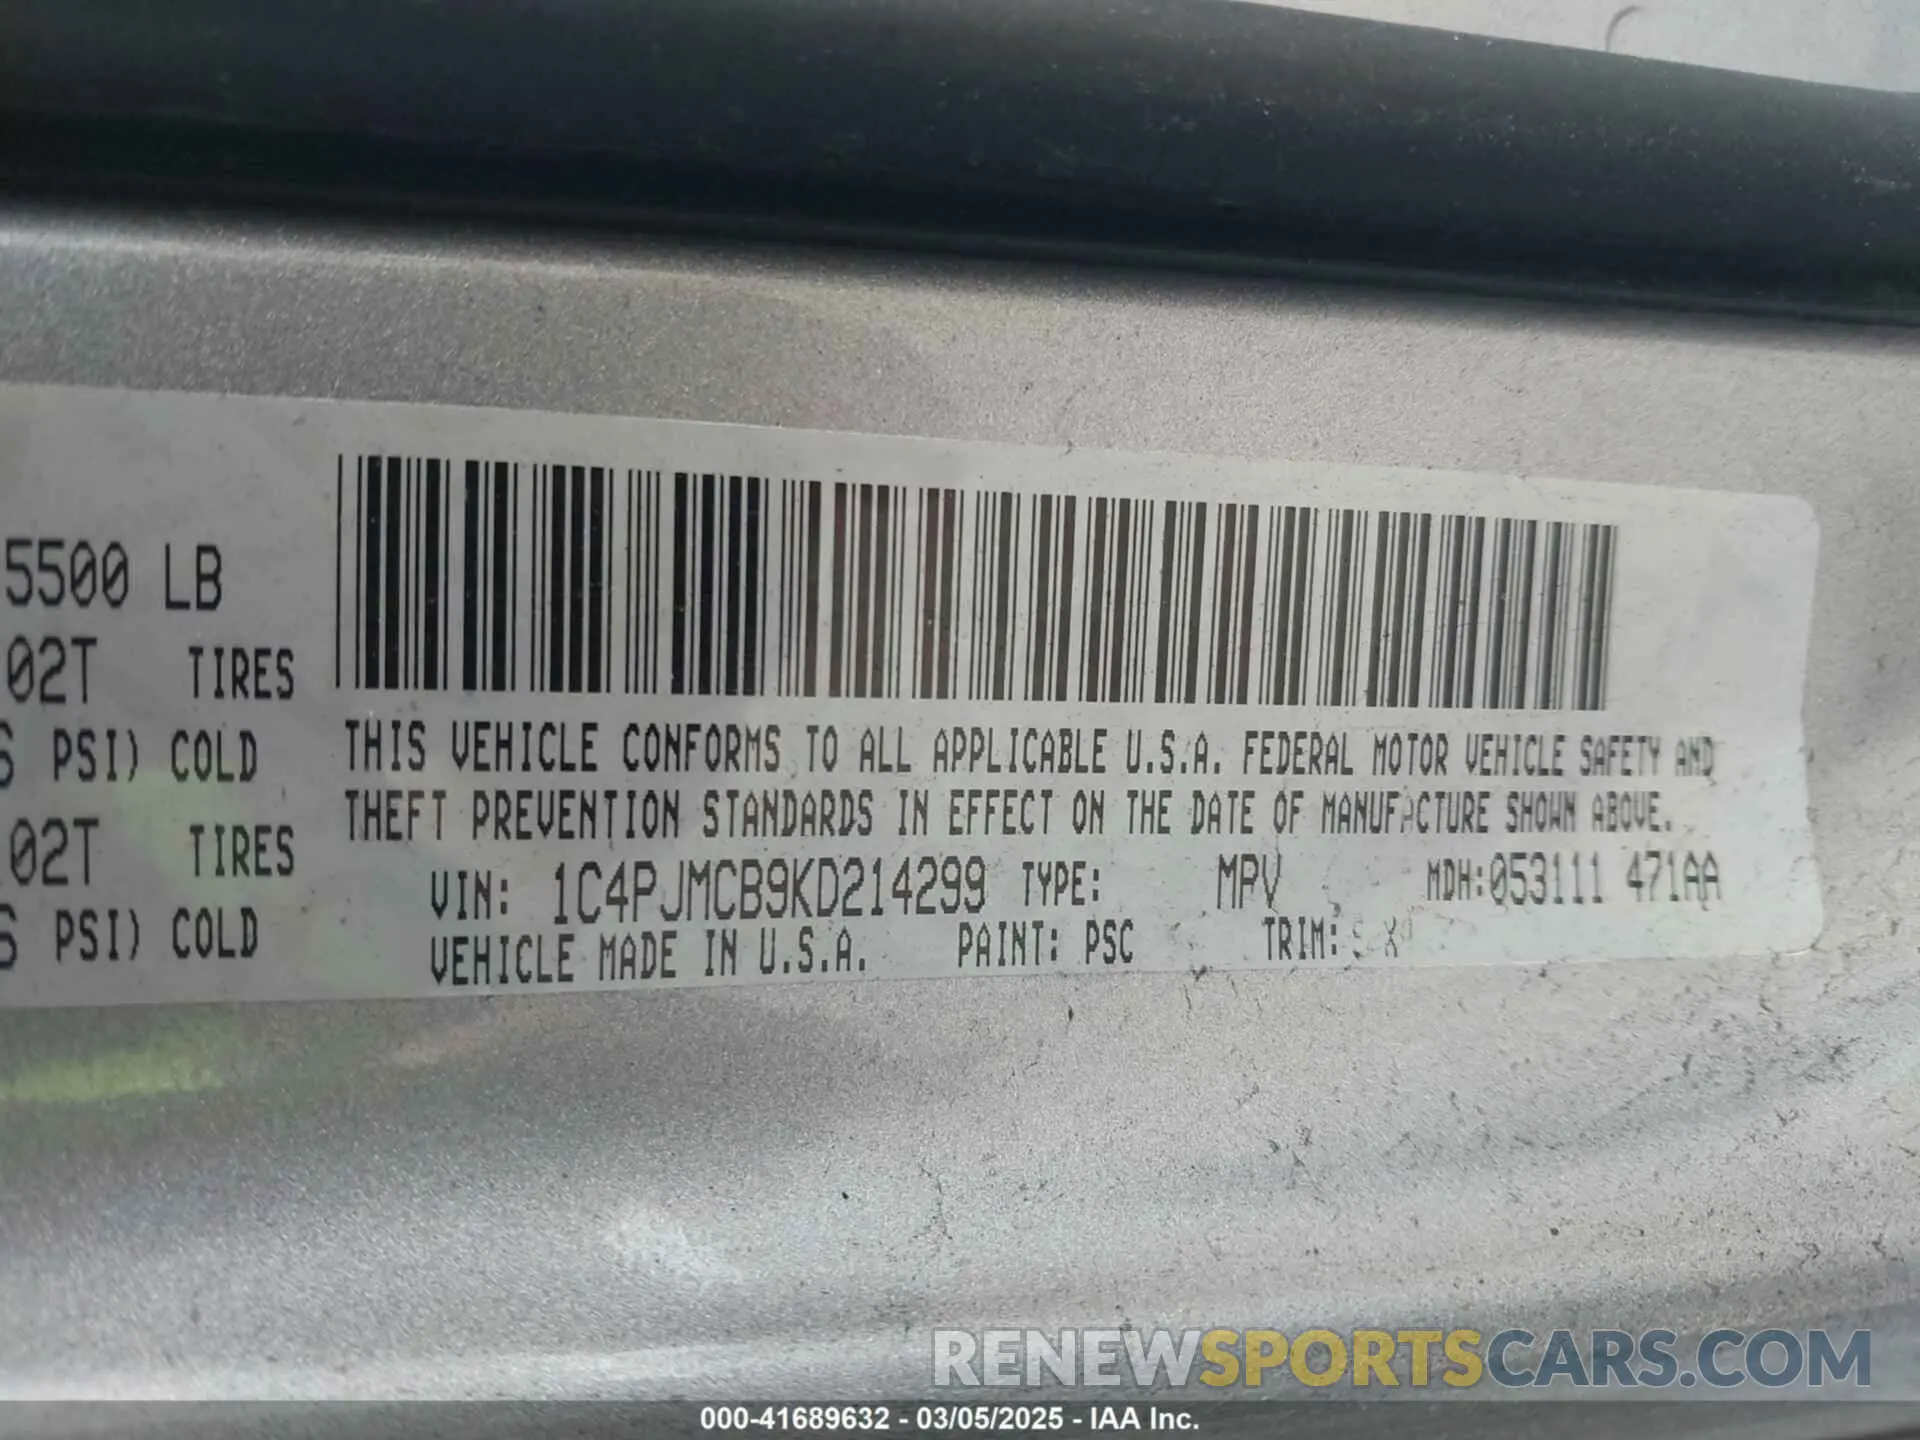 5500 LB
02T TIRES
PSI) COLD
02T TIRES
PSI) COLD
THIS VEHICLE CONFORMS TO ALL APPLICABLE U.S.A. FEDERAL MOTOR VEHICLE SAFETY AND
THEFT PREVENTION STANDARDS IN EFFECT ON THE DATE OF MANUFACTURE SHOWN ABOVE.
VIN: 1C4PJMCB9KD214299 TYPE: MPV MDH:053111 471AA
VEHICLE MADE IN U.S.A. PAINT: PSC TRIM:
RENEWSPORTSCARS.COM
000-41689632 - 03/05/2025 - IAA Inc.